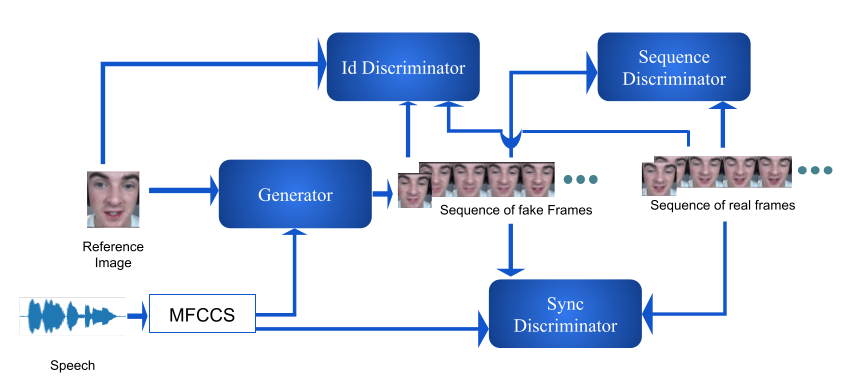 Id Discriminator
Sequence
Discriminator
Generator
Sequence of fake Frames
Sequence of real frames
Reference
Image
MFCCS
Sync
Discriminator
Speech